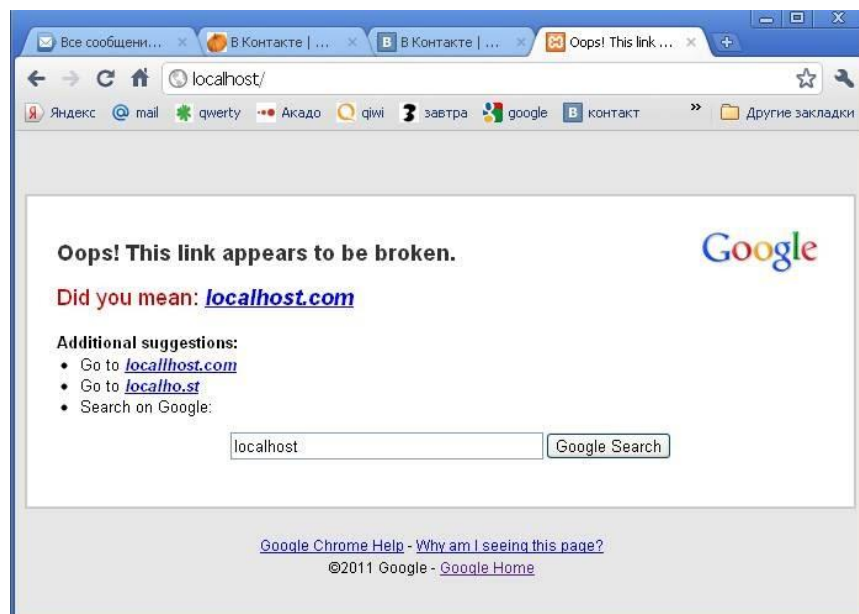 Все сообщени... В Контакте | ... В Контакте | ... Oops! This link ...
localhost/
Яндекс mail qwerty Акадо qiwi завтра google контакт » Другие закладки
Oops! This link appears to be broken.
Google
Did you mean: localhost.com
Additional suggestions:
• Go to locallhost.com
• Go to localho.st
• Search on Google:
localhost Google Search
Google Chrome Help - Why am I seeing this page?
©2011 Google - Google Home